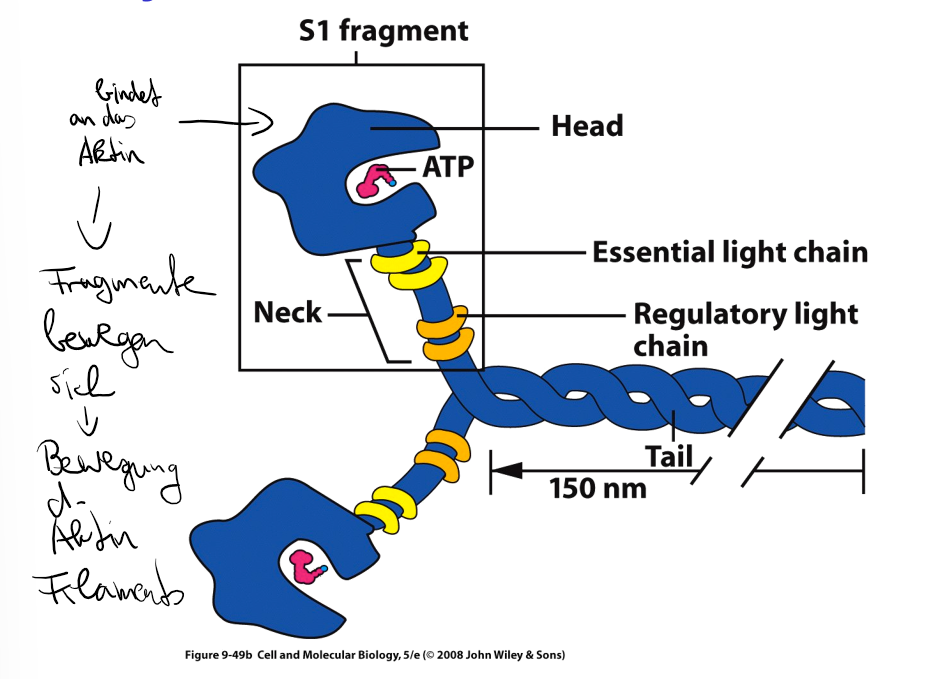 S1 fragment
bindet
an das
Aktin
Head
ATP
Fragmente
bewegen
sich
Essential light chain
Neck
Regulatory light
chain
Bewegung
d.
Aktin
Filaments
Tail
150 nm
Figure 9-49b Cell and Molecular Biology, 5/e (© 2008 John Wiley & Sons)